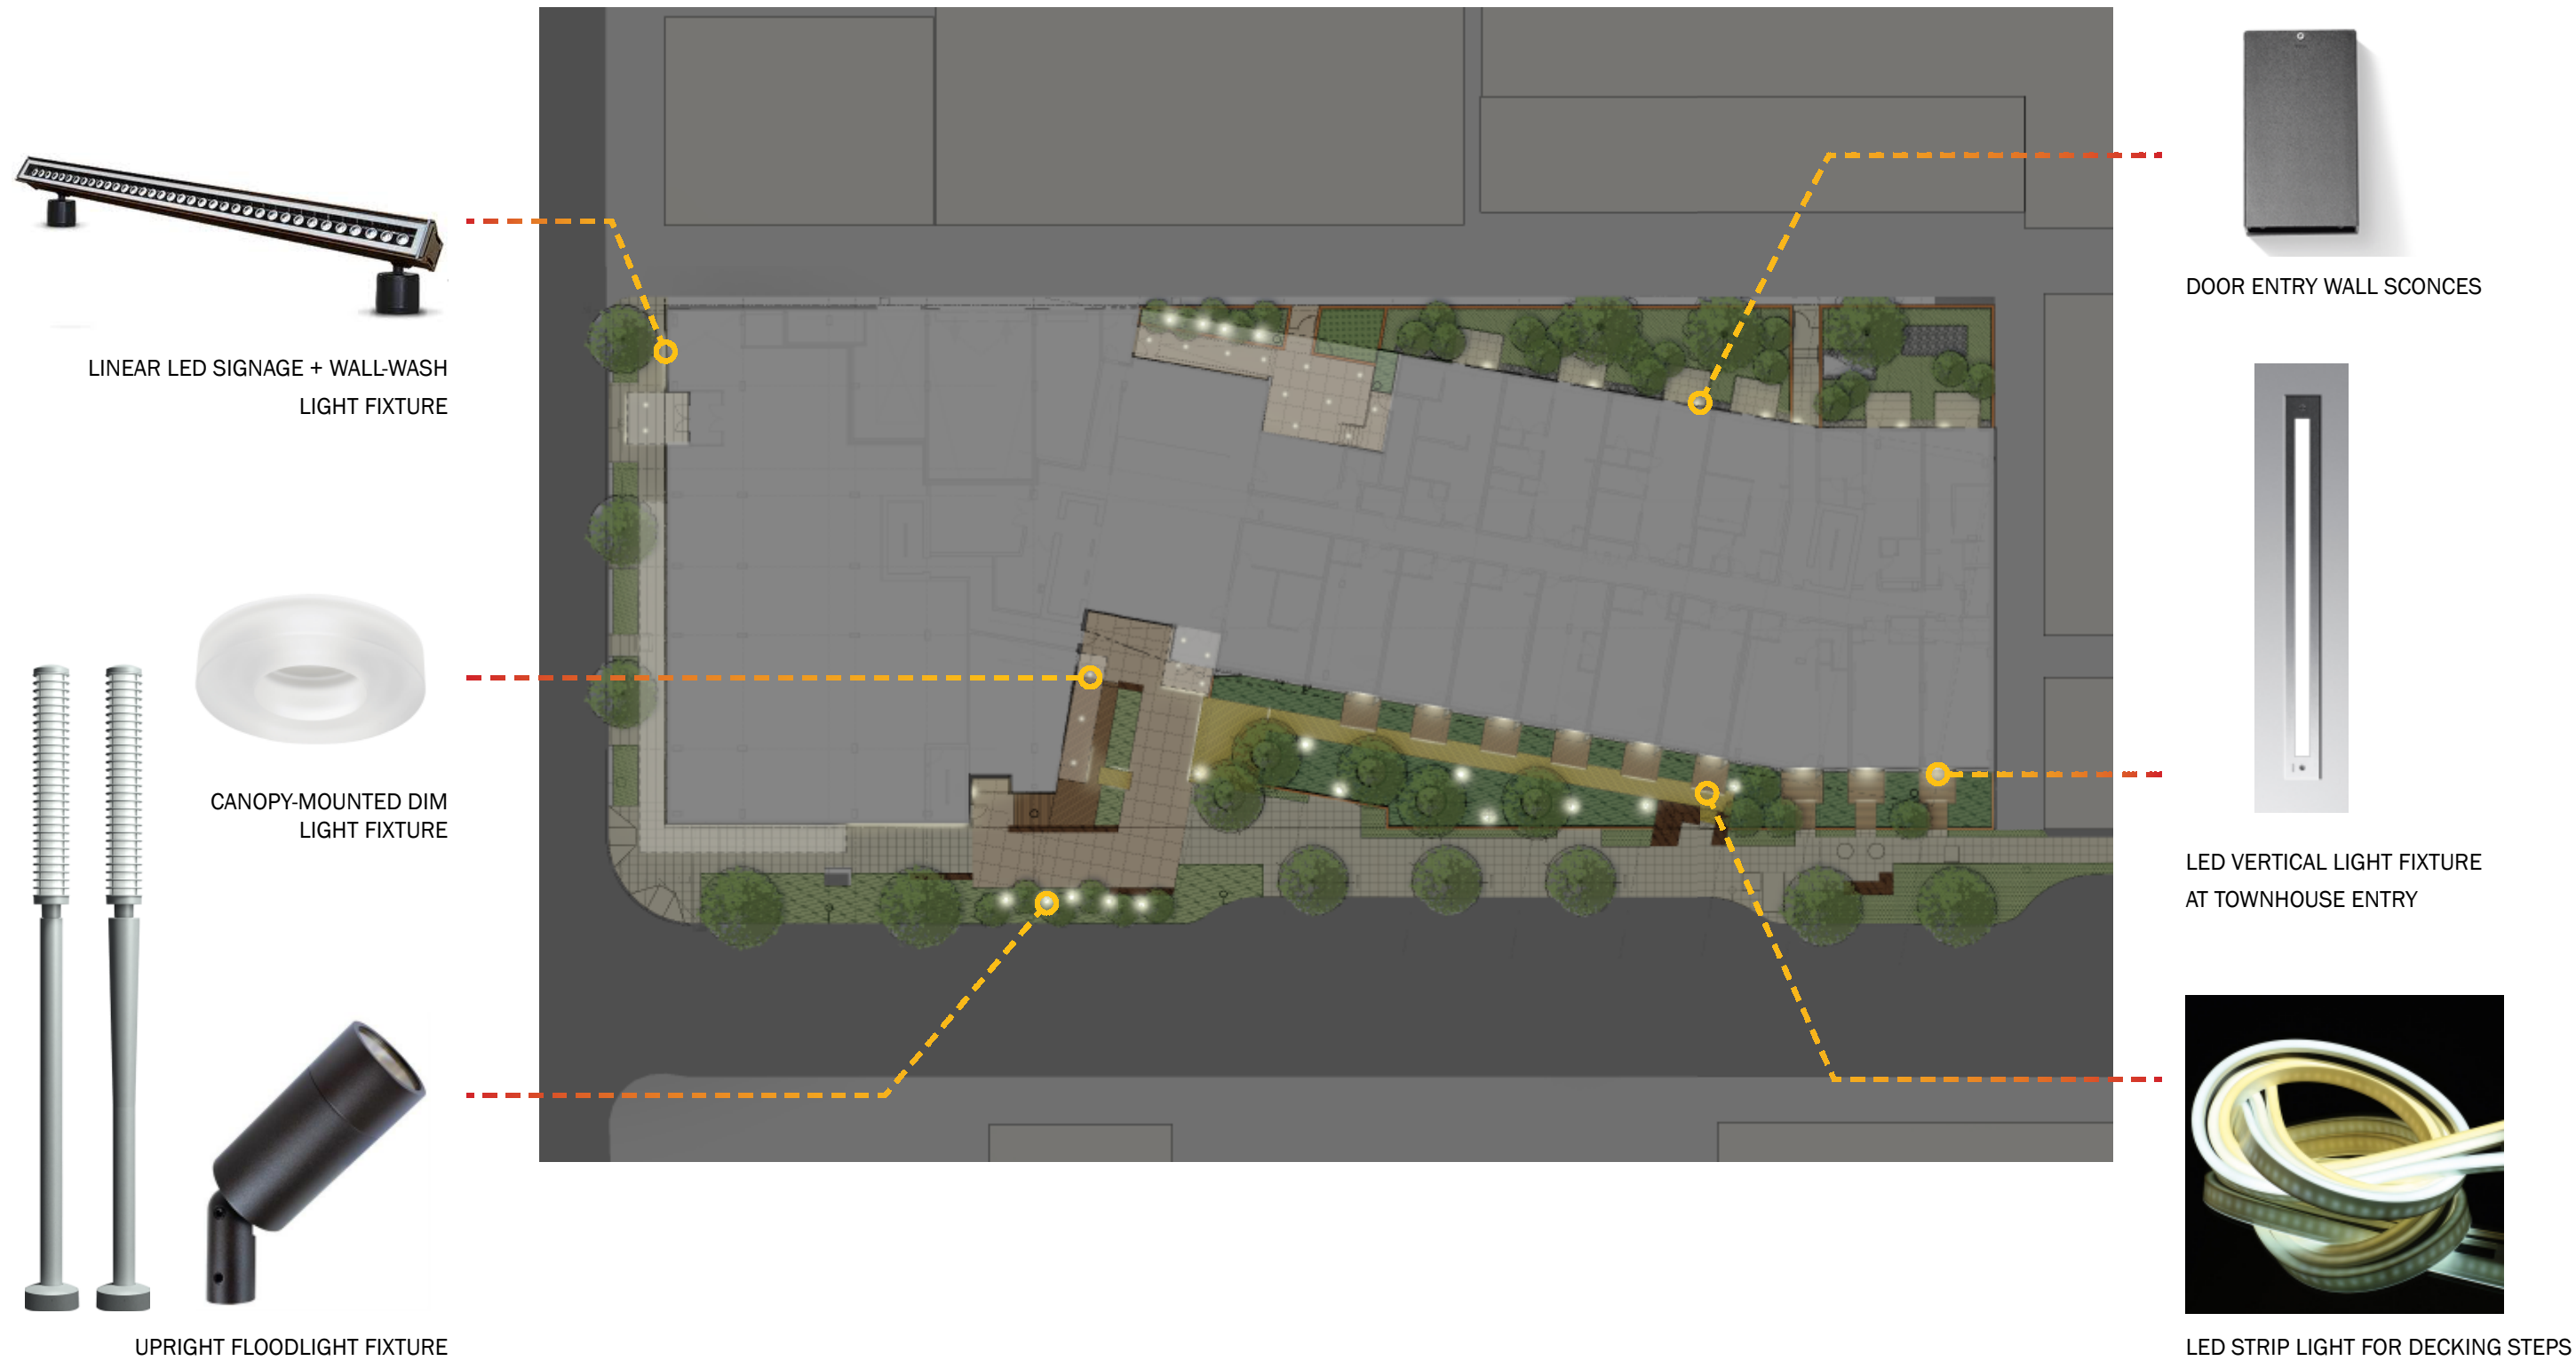 LINEAR LED SIGNAGE + WALL-WASH
LIGHT FIXTURE
CANOPY-MOUNTED DIM
LIGHT FIXTURE
UPRIGHT FLOODLIGHT FIXTURE
DOOR ENTRY WALL SCONCES
LED VERTICAL LIGHT FIXTURE
AT TOWNHOUSE ENTRY
LED STRIP LIGHT FOR DECKING STEPS